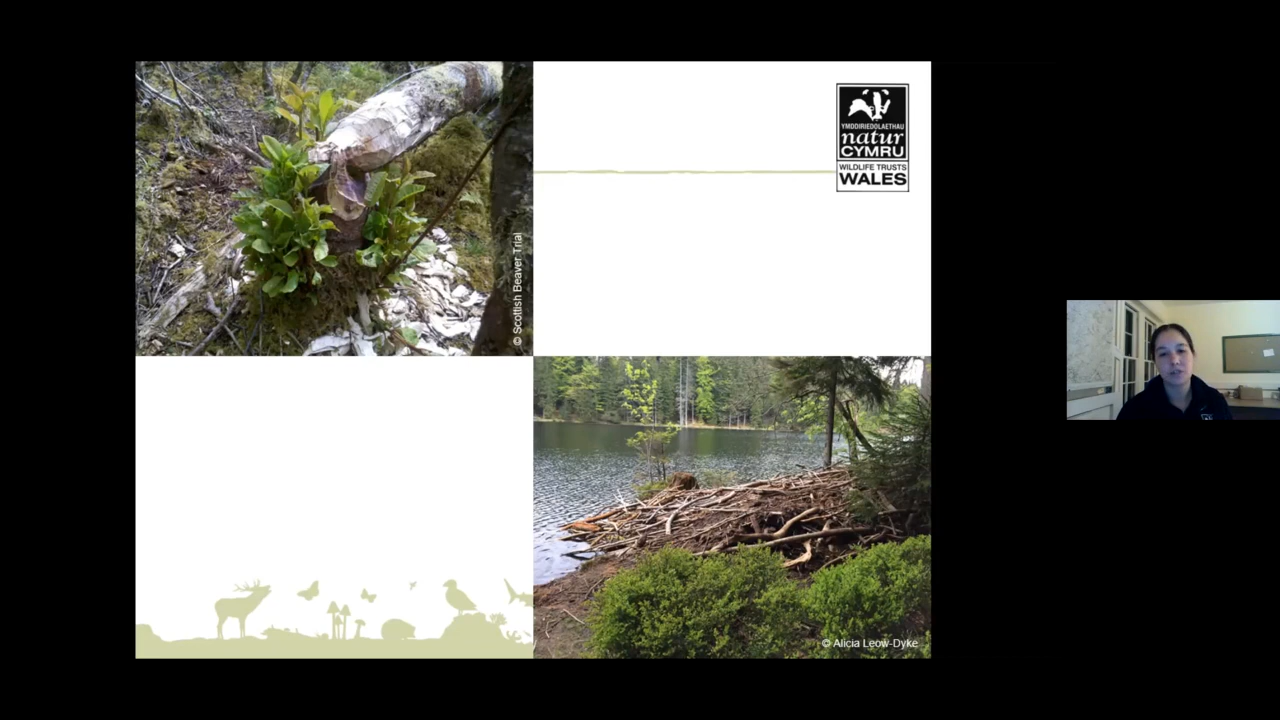 © Scottish Beaver Trial
YMDDIRIEDOLAETHAU
natur
CYMRU
WILDLIFE TRUSTS
WALES
© Alicia Leow-Dyke